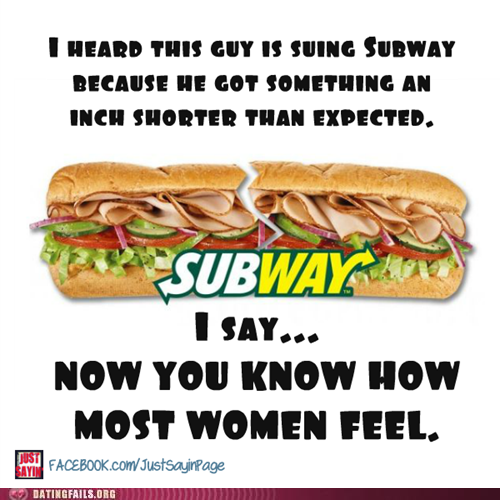 I HEARD THIS GUY IS SUING SUBWAY
BECAUSE HE GOT SOMETHING AN
INCH SHORTER THAN EXPECTED.
SUBWAY
TM
I SAY...
NOW YOU KNOW HOW
MOST WOMEN FEEL.
JUST
SAYIN'
FACEBOOK.com/JustSayinPage
DATINGFAILS.ORG